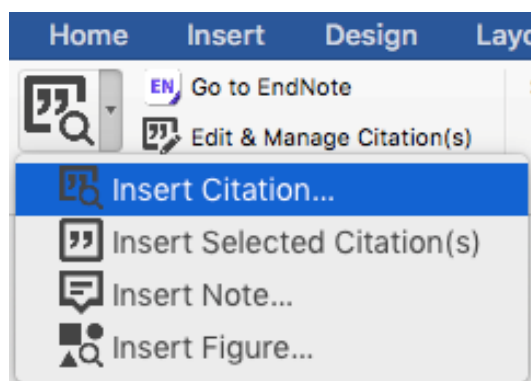 Home Insert Design Layo
EN Go to EndNote
Edit & Manage Citation(s)
Insert Citation...
Insert Selected Citation(s)
Insert Note...
Insert Figure...